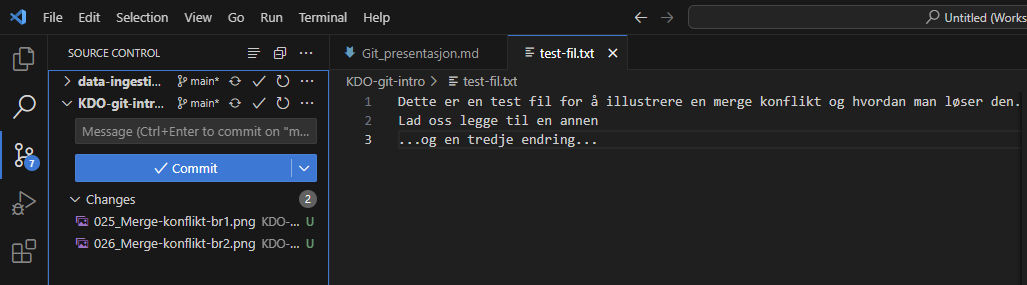 File Edit Selection View Go Run Terminal Help Untitled (Works
SOURCE CONTROL
Git_presentasjon.md test-fil.txt
data-ingesti... main*
KDO-git-intro > test-fil.txt
KDO-git-intr... main*
Message (Ctrl+Enter to commit on "m...
Commit
Changes 2
025_Merge-konflikt-br1.png KDO-... U
026_Merge-konflikt-br2.png KDO-... U
7
1 Dette er en test fil for å illustrere en merge konflikt og hvordan man løser den.
2 Lad oss legge til en annen
3 ...og en tredje endring...